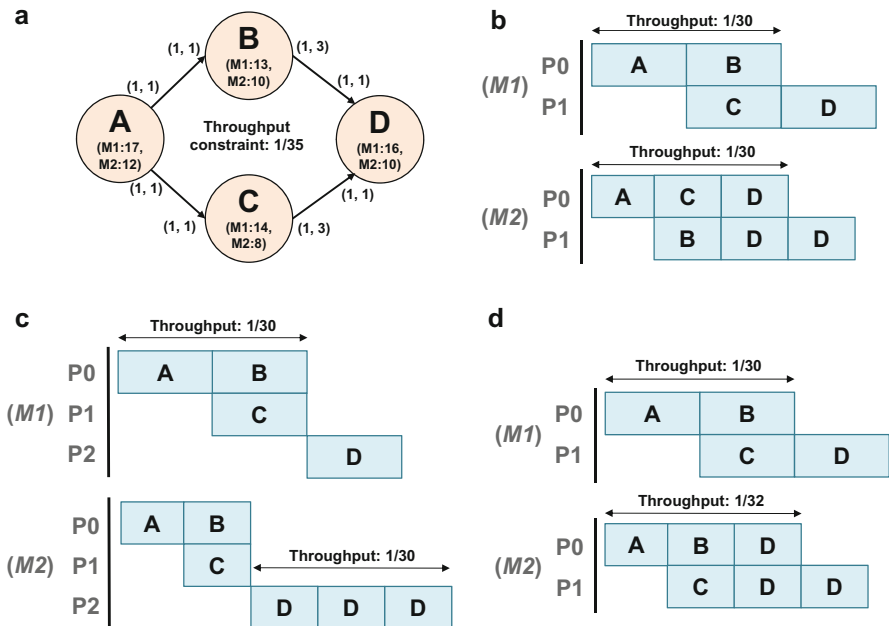 a
B
(M1:13,
M2:10)
(1, 1)
(1, 3)
(1, 1)
(1, 1)
A
(M1:17,
M2:12)
Throughput
constraint: 1/35
D
(M1:16,
M2:10)
(1, 1)
(1, 1)
(1, 1)
(1, 3)
C
(M1:14,
M2:8)
b
Throughput: 1/30
(M1)
P0 A B
P1 C D
Throughput: 1/30
(M2)
P0 A C D
P1 B D D
c
Throughput: 1/30
(M1)
P0 A B
P1 C
P2 D
(M2)
P0 A B
P1 C
Throughput: 1/30
P2 D D D
d
Throughput: 1/30
(M1)
P0 A B
P1 C D
Throughput: 1/32
(M2)
P0 A B D
P1 C D D